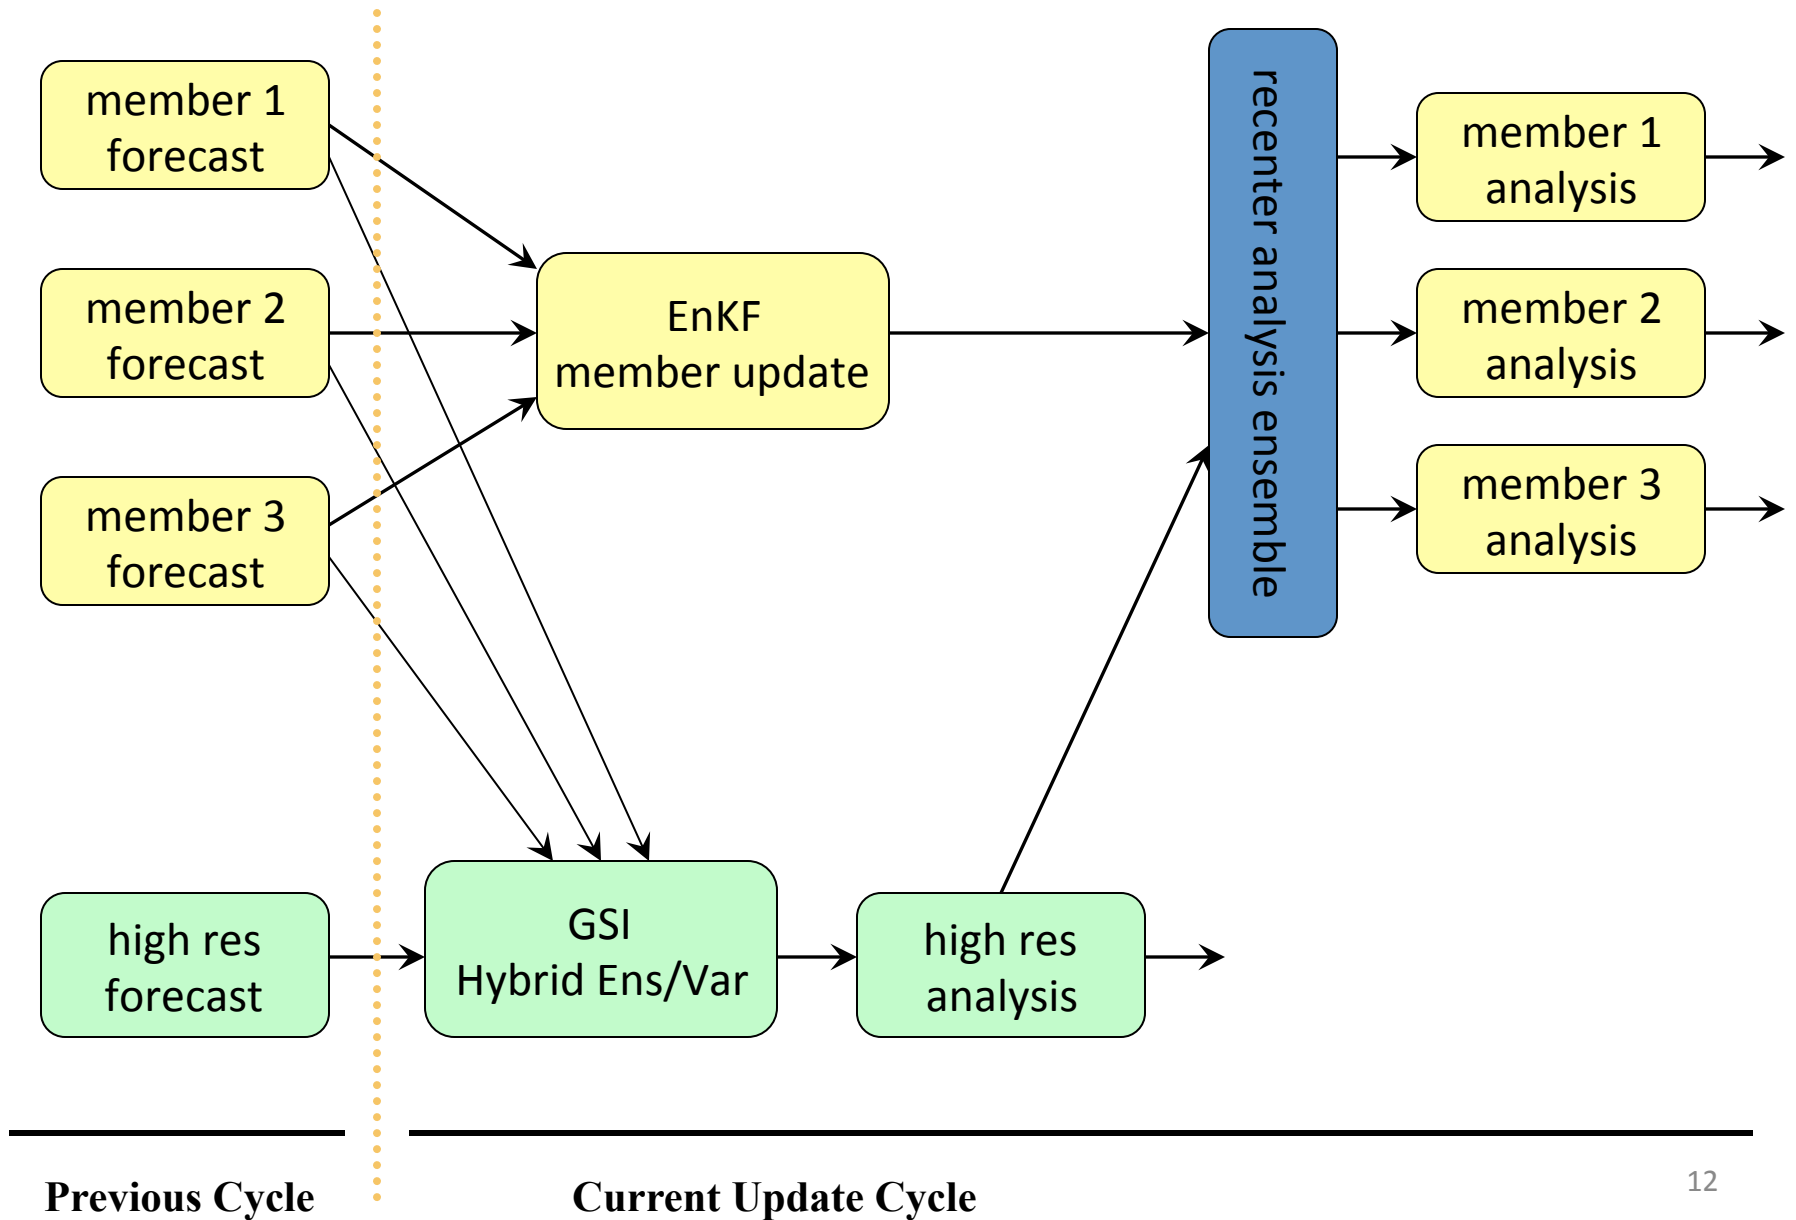 member 1
forecast
member 2
forecast
member 3
forecast
EnKF
member update
recenter analysis ensemble
member 1
analysis
member 2
analysis
member 3
analysis
high res
forecast
GSI
Hybrid Ens/Var
high res
analysis
Previous Cycle
Current Update Cycle
12